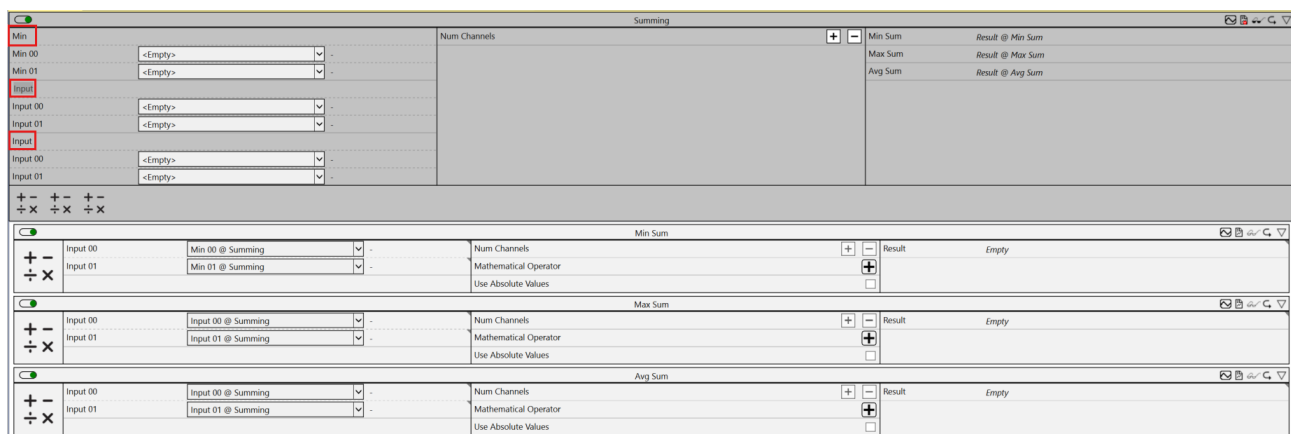 Summing
Min Num Channels + − Min Sum Result @ Min Sum
Min 00 <Empty> - Max Sum Result @ Max Sum
Min 01 <Empty> - Avg Sum Result @ Avg Sum
Input
Input 00 <Empty> -
Input 01 <Empty> -
Input
Input 00 <Empty> -
Input 01 <Empty> -
+ − + − + −
÷ × ÷ × ÷ ×
Min Sum
+ − ÷ × Input 00 Min 00 @ Summing - Num Channels + − Result Empty
Input 01 Min 01 @ Summing - Mathematical Operator +
Use Absolute Values
Max Sum
+ − ÷ × Input 00 Input 00 @ Summing - Num Channels + − Result Empty
Input 01 Input 01 @ Summing - Mathematical Operator +
Use Absolute Values
Avg Sum
+ − ÷ × Input 00 Input 00 @ Summing - Num Channels + − Result Empty
Input 01 Input 01 @ Summing - Mathematical Operator +
Use Absolute Values